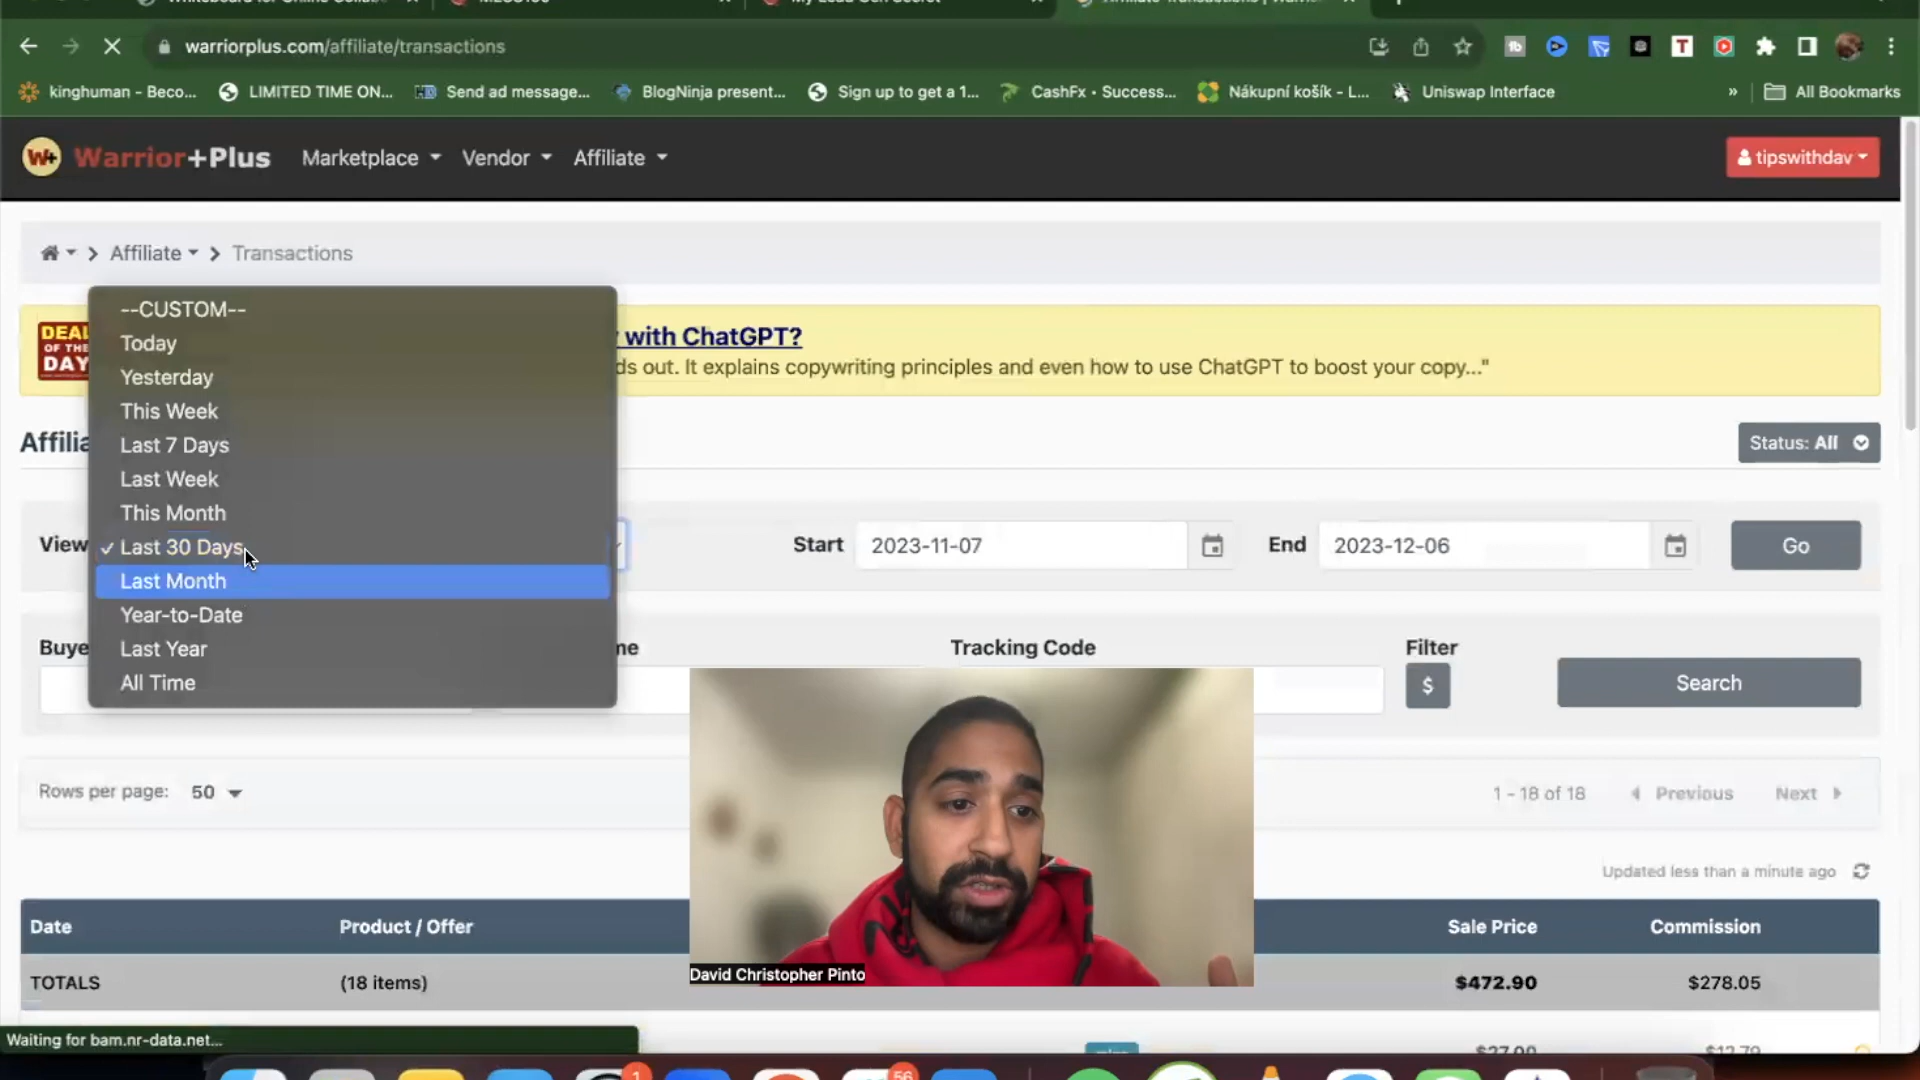 warriorplus.com/affiliate/transactions
kinghuman - Beco...
LIMITED TIME ON...
Send ad message...
BlogNinja present...
Sign up to get a 1...
CashFx • Success...
Nákupní košík - L...
Uniswap Interface
»
All Bookmarks
W+ Warrior+Plus
Marketplace
Vendor
Affiliate
tipswithdav
Affiliate
Transactions
--CUSTOM--
Today
Yesterday
This Week
Last 7 Days
Last Week
This Month
✓ Last 30 Days
Last Month
Year-to-Date
Last Year
All Time
DEAL
OF THE
DAY
with ChatGPT?
ds out. It explains copywriting principles and even how to use ChatGPT to boost your copy..."
Affilia
Status: All
View
Start
2023-11-07
End
2023-12-06
Go
Buye
me
Tracking Code
Filter
$
Search
Rows per page: 50
1 - 18 of 18
Previous
Next
Updated less than a minute ago
Date
Product / Offer
Sale Price
Commission
TOTALS
(18 items)
$472.90
$278.05
$27.00
$12.79
David Christopher Pinto
Waiting for bam.nr-data.net...
1
56